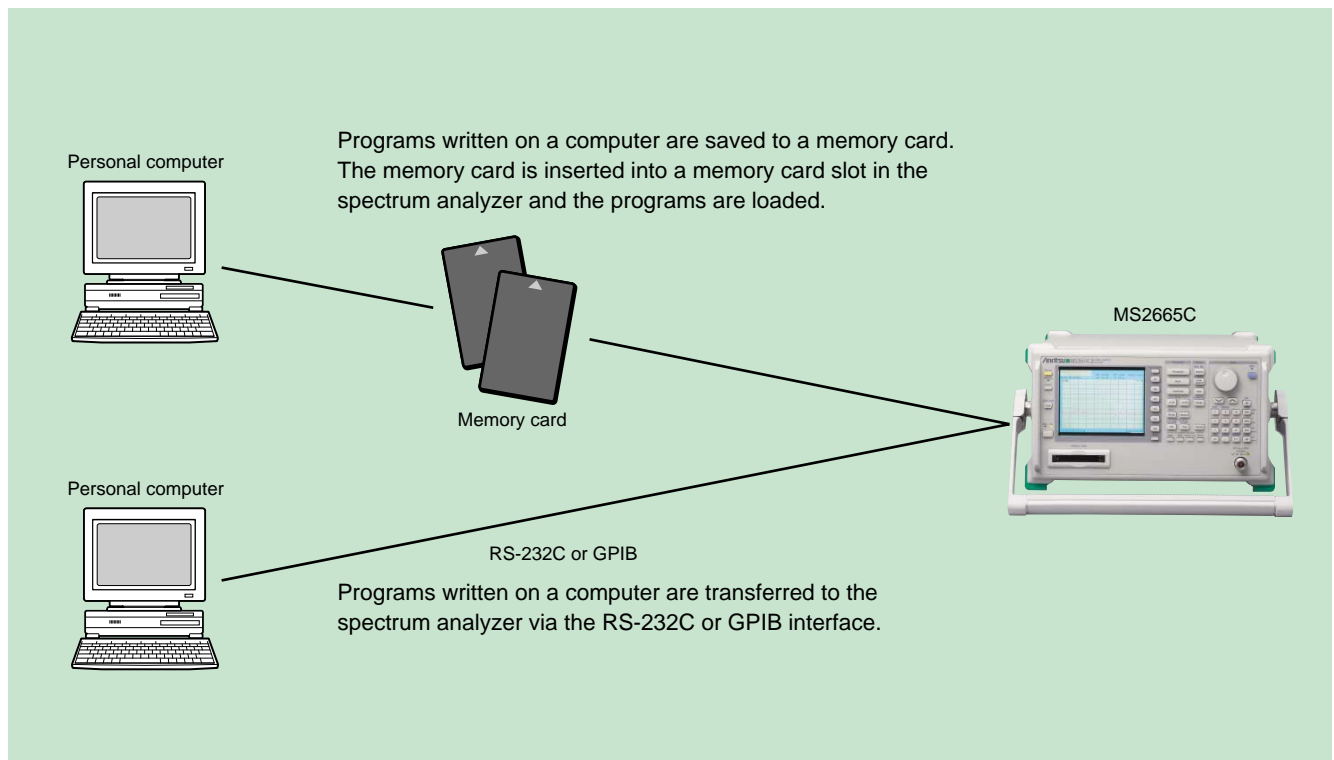 Programs written on a computer are saved to a memory card.
The memory card is inserted into a memory card slot in the
spectrum analyzer and the programs are loaded.
Personal computer
Memory card
MS2665C
Anritsu
Personal computer
RS-232C or GPIB
Programs written on a computer are transferred to the
spectrum analyzer via the RS-232C or GPIB interface.